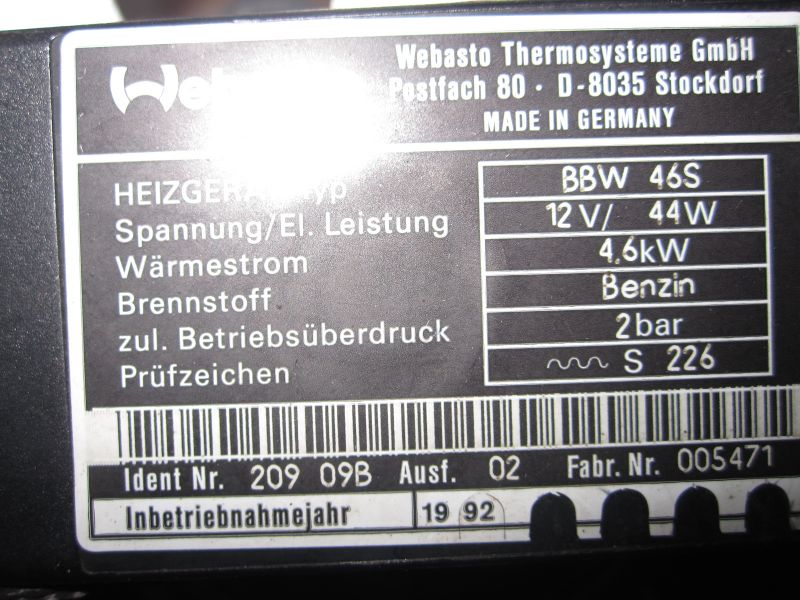 Webasto Thermosysteme GmbH
Postfach 80 · D-8035 Stockdorf
MADE IN GERMANY
BBW 46S
Spannung/El. Leistung 12 V/ 44W
Wärmestrom 4,6kW
Brennstoff Benzin
zul. Betriebsüberdruck 2bar
Prüfzeichen S 226
Ident Nr. 209 09B Ausf. 02 Fabr. Nr. 005471
Inbetriebnahmejahr 19 92